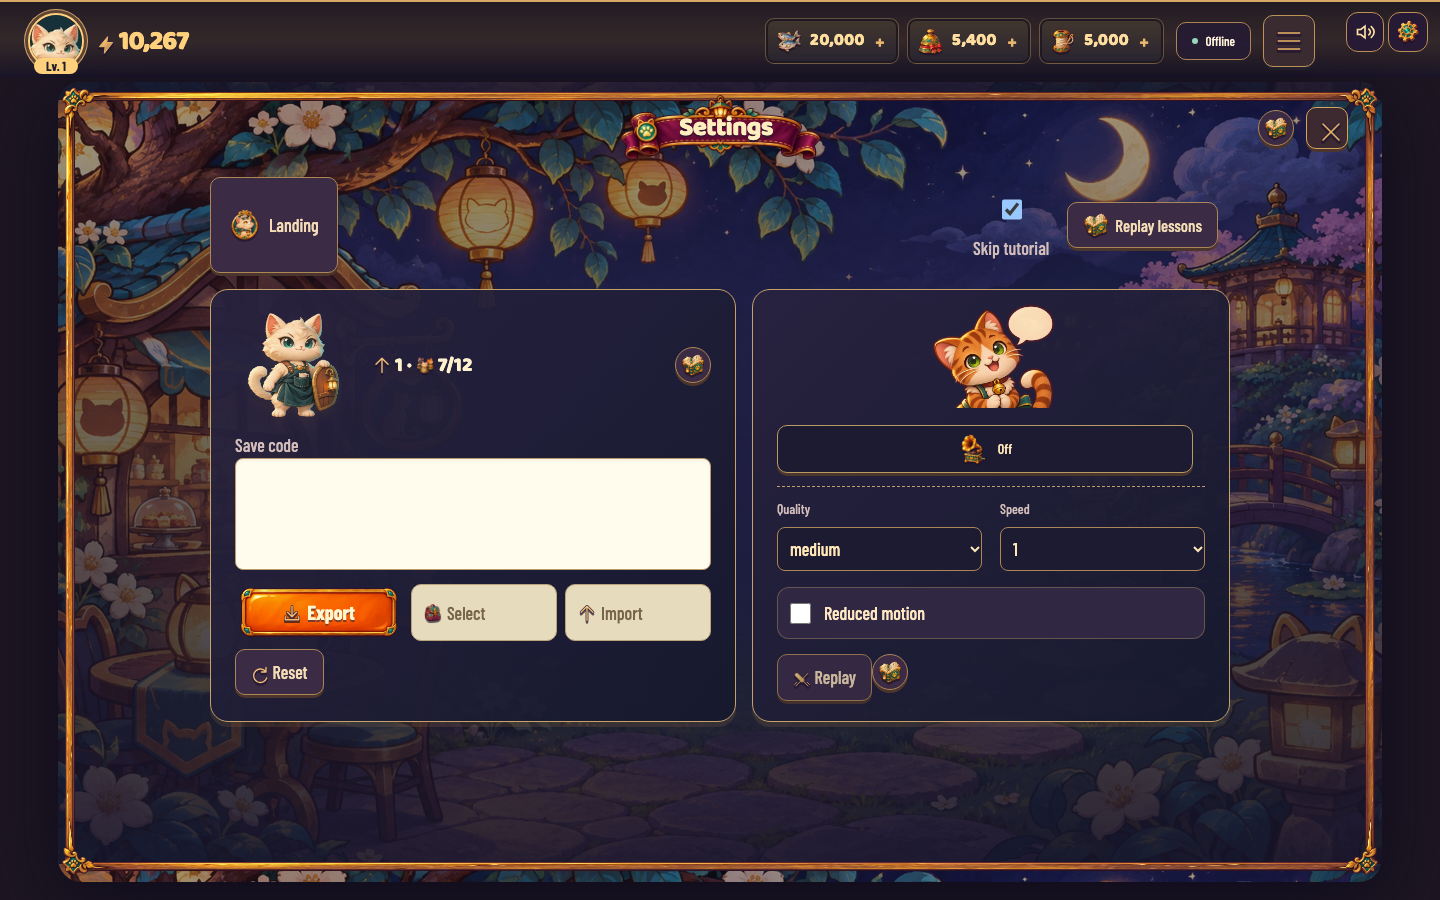 Lv. 1
10,267
20,000 +
5,400 +
5,000 +
Offline
Settings
Landing
Skip tutorial
Replay lessons
1 · 7/12
Save code
Export
Select
Import
Reset
Off
Quality
Speed
medium
1
Reduced motion
Replay